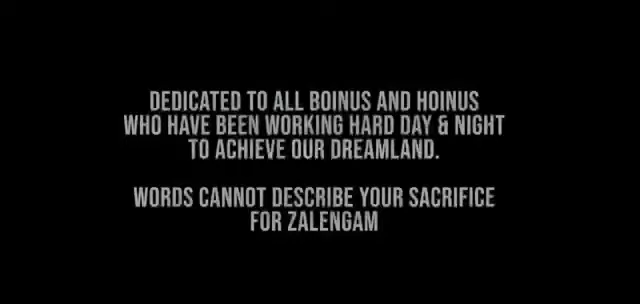 DEDICATED TO ALL BOINUS AND HOINUS
WHO HAVE BEEN WORKING HARD DAY & NIGHT
TO ACHIEVE OUR DREAMLAND.
WORDS CANNOT DESCRIBE YOUR SACRIFICE
FOR ZALENGAM